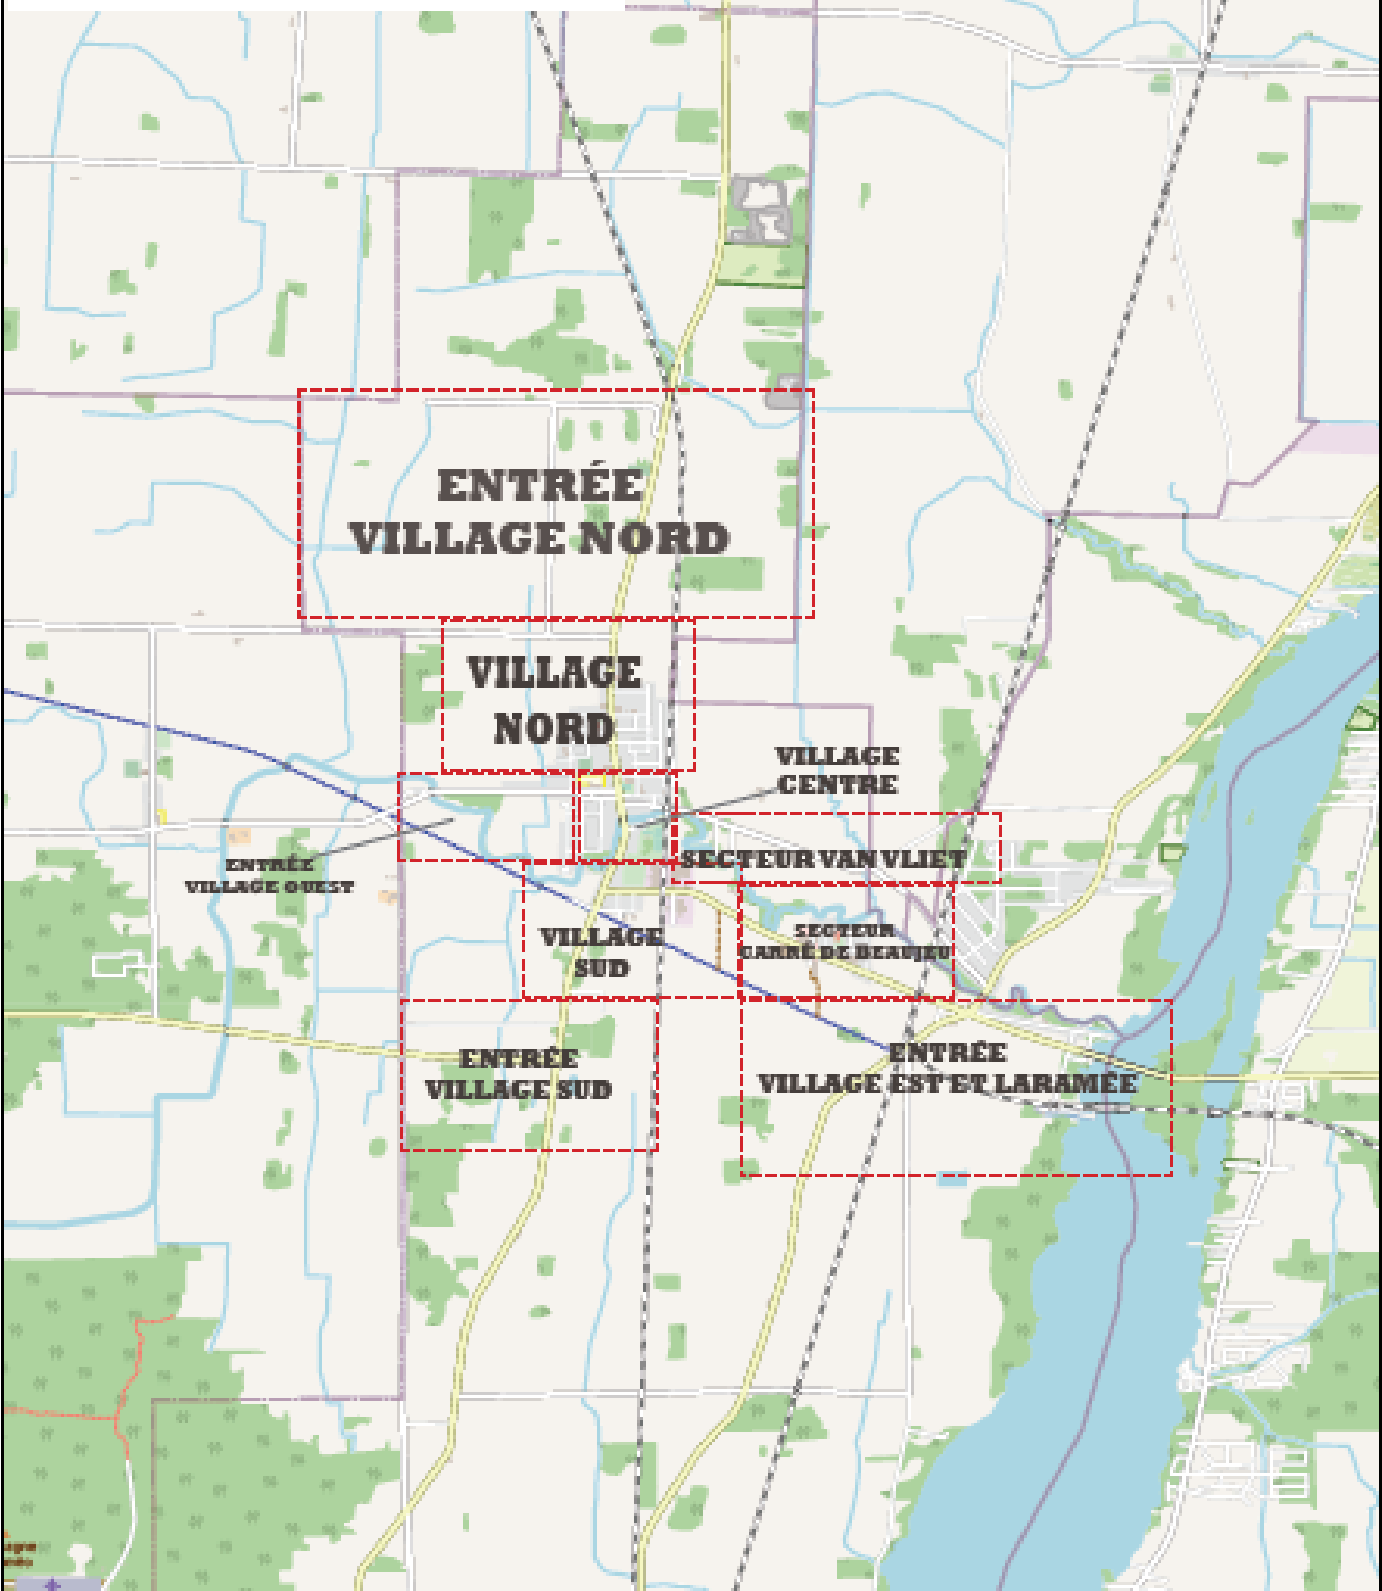 ENTRÉE
VILLAGE NORD
VILLAGE
NORD
VILLAGE
CENTRE
SECTEUR VAN VLIET
ENTRÉE
VILLAGE OUEST
VILLAGE
SUD
SECTEUR
CARRÉ DE BEAUJEU
ENTRÉE
VILLAGE SUD
ENTRÉE
VILLAGE EST ET LARAMÉE